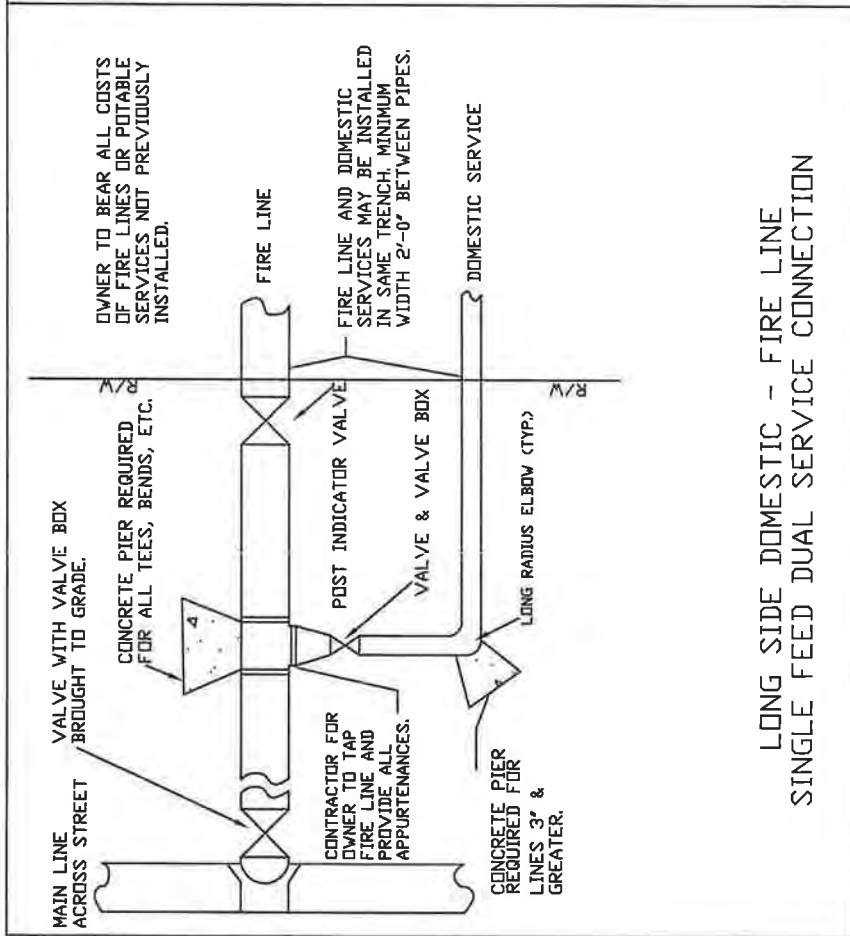 MAIN LINE
ACROSS STREET
VALVE WITH VALVE BOX
BROUGHT TO GRADE.
CONCRETE PIER REQUIRED
FOR ALL TEES, BENDS, ETC.
R/W
OWNER TO BEAR ALL COSTS
OF FIRE LINES OR POTABLE
SERVICES NOT PREVIOUSLY
INSTALLED.
FIRE LINE
FIRE LINE AND DOMESTIC
SERVICES MAY BE INSTALLED
IN SAME TRENCH. MINIMUM
WIDTH 2'-0" BETWEEN PIPES.
POST INDICATOR VALVE
CONTRACTOR FOR
OWNER TO TAP
FIRE LINE AND
PROVIDE ALL
APPURTENANCES.
VALVE & VALVE BOX
DOMESTIC SERVICE
R/W
CONCRETE PIER
REQUIRED FOR
LINES 3" &
GREATER.
LONG RADIUS ELBOW (TYP.)
LONG SIDE DOMESTIC - FIRE LINE
SINGLE FEED DUAL SERVICE CONNECTION